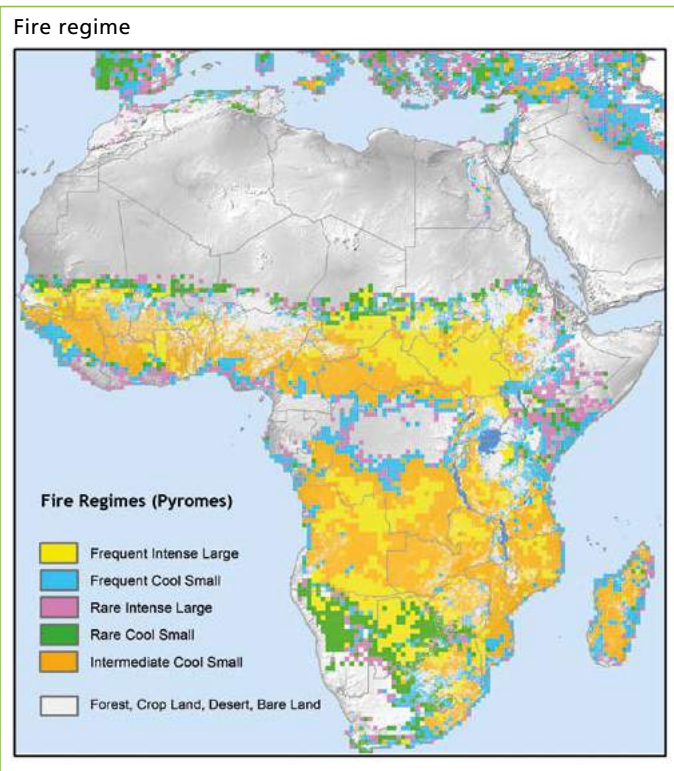 Fire regime
Fire Regimes (Pyromes)
Frequent Intense Large
Frequent Cool Small
Rare Intense Large
Rare Cool Small
Intermediate Cool Small
Forest, Crop Land, Desert, Bare Land